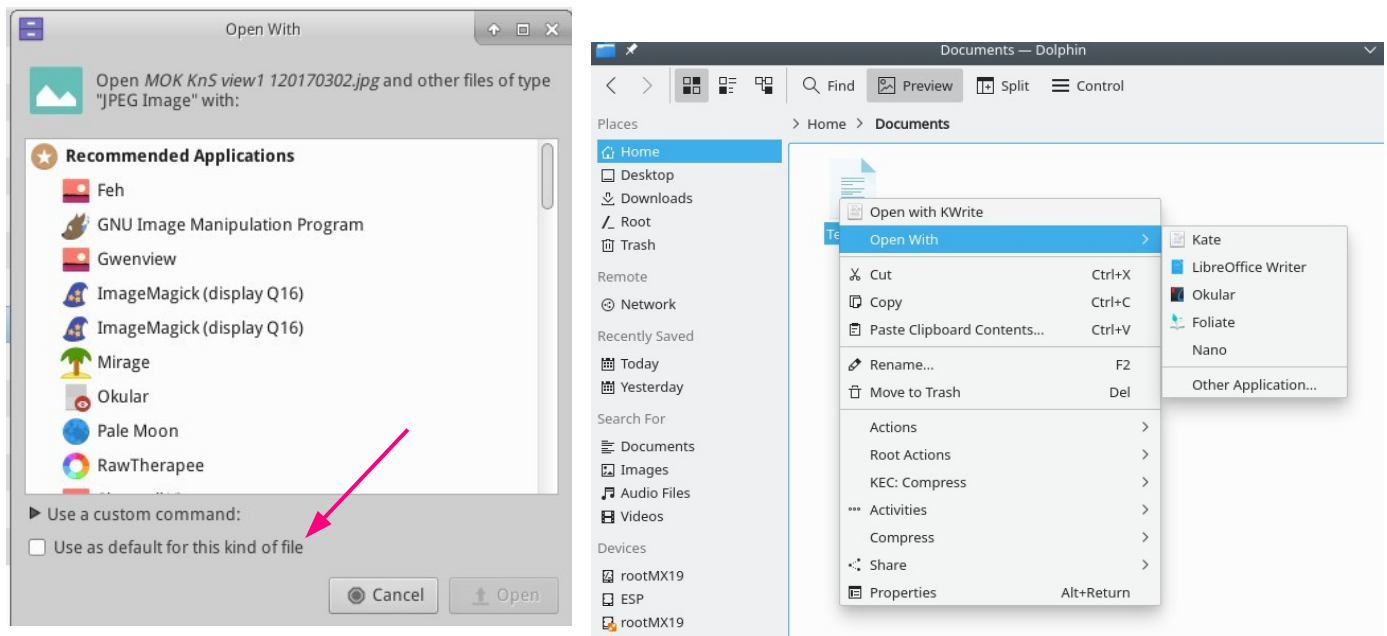 Open With
Open MOK KnS view1 120170302.jpg and other files of type
"JPEG Image" with:
Recommended Applications
Feh
GNU Image Manipulation Program
Gwenview
ImageMagick (display Q16)
ImageMagick (display Q16)
Mirage
Okular
Pale Moon
RawTherapee
Use a custom command:
Use as default for this kind of file
Cancel
Open
Documents — Dolphin
Find
Preview
Split
Control
Places
Home
Desktop
Downloads
Root
Trash
Remote
Network
Recently Saved
Today
Yesterday
Search For
Documents
Images
Audio Files
Videos
Devices
rootMX19
ESP
rootMX19
> Home > Documents
Te
Open with KWrite
Open With
Cut Ctrl+X
Copy Ctrl+C
Paste Clipboard Contents... Ctrl+V
Rename... F2
Move to Trash Del
Actions
Root Actions
KEC: Compress
Activities
Compress
Share
Properties Alt+Return
Kate
LibreOffice Writer
Okular
Foliate
Nano
Other Application...